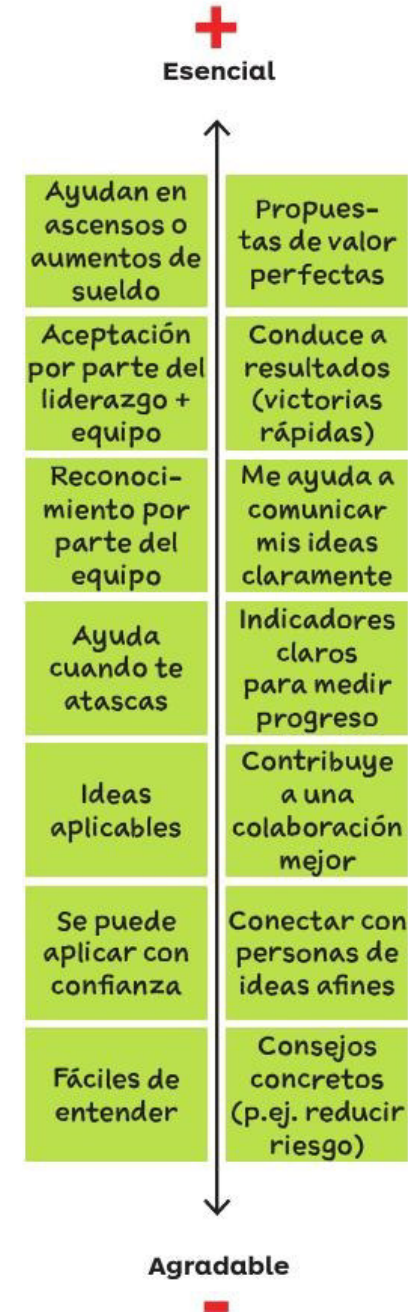 +
Esencial
Ayudan en
ascensos o
aumentos de
sueldo
Propues-
tas de valor
perfectas
Aceptación
por parte del
liderazgo +
equipo
Conduce a
resultados
(victorias
rápidas)
Reconoci-
miento por
parte del
equipo
Me ayuda a
comunicar
mis ideas
claramente
Ayuda
cuando te
atascas
Indicadores
claros
para medir
progreso
Ideas
aplicables
Contribuye
a una
colaboración
mejor
Se puede
aplicar con
confianza
Conectar con
personas de
ideas afines
Fáciles de
entender
Consejos
concretos
(p.ej. reducir
riesgo)
Agradable
-